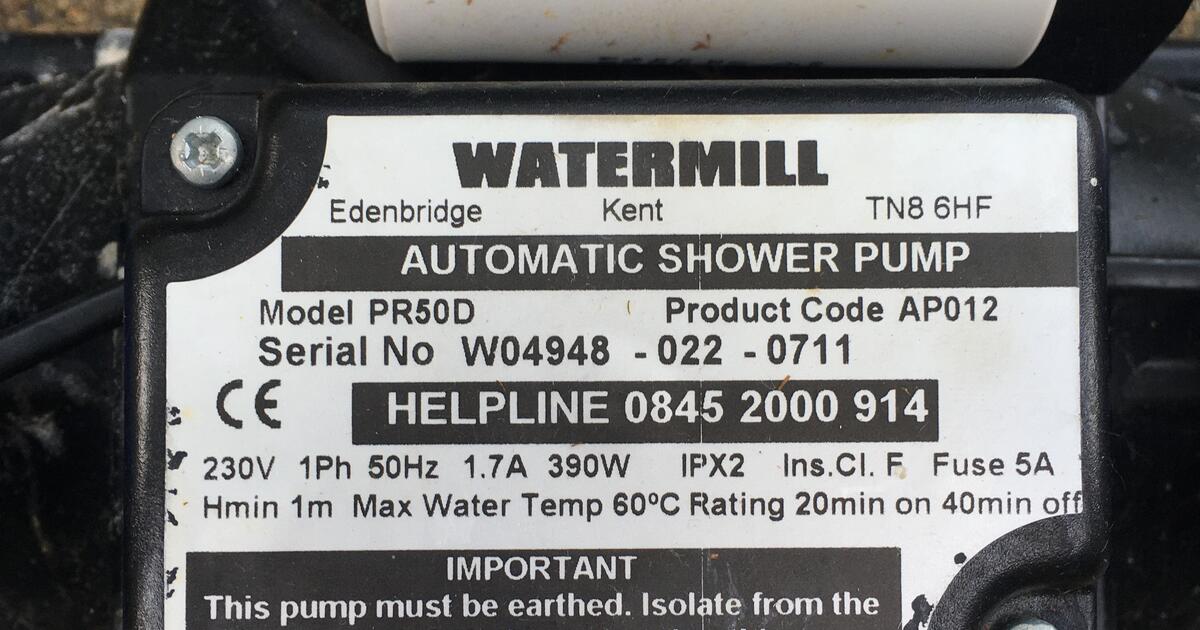 WATERMILL
Edenbridge Kent TN8 6HF
AUTOMATIC SHOWER PUMP
Model PR50D Product Code AP012
Serial No W04948 - 022 - 0711
CE HELPLINE 0845 2000 914
230V 1Ph 50Hz 1.7A 390W IPX2 Ins.Cl. F Fuse 5A
Hmin 1m Max Water Temp 60ºC Rating 20min on 40min off
IMPORTANT
This pump must be earthed. Isolate from the